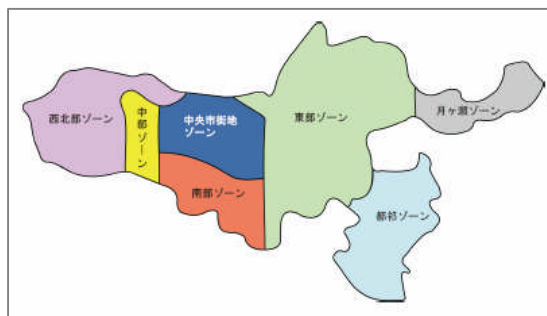 西北部ゾーン
中部ゾーン
中央市街地
ゾーン
南部ゾーン
東部ゾーン
月ヶ瀬ゾーン
都祁ゾーン